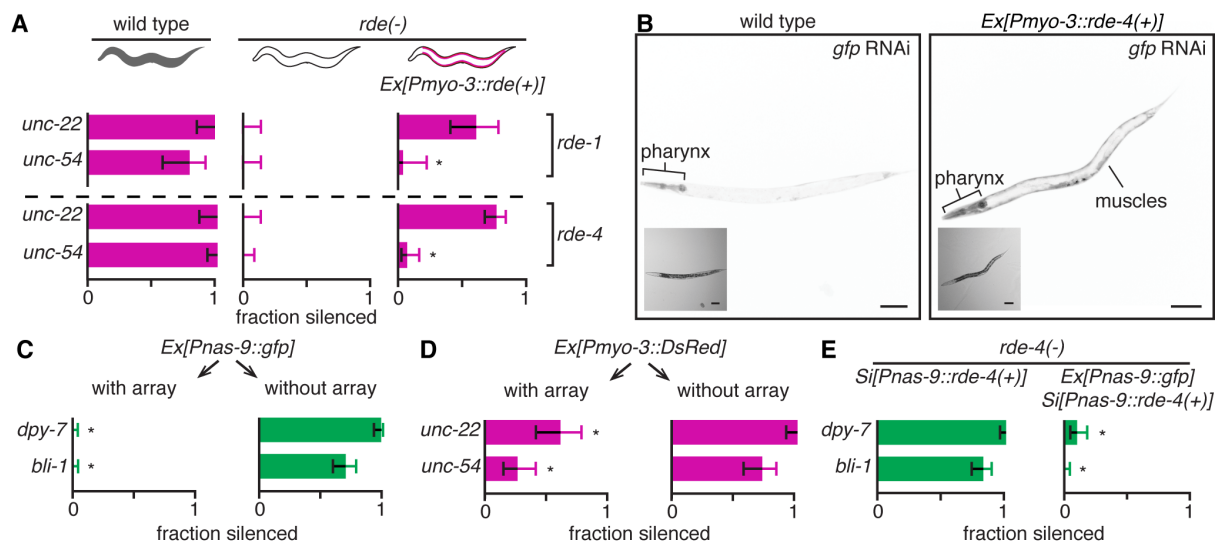 A
wild type
rde(-)
Ex[Pmyo-3::rde(+)]
unc-22
unc-54
rde-1
unc-22
unc-54
rde-4
*
*
0 1 0 1 0 1
fraction silenced
B
wild type
Ex[Pmyo-3::rde-4(+)]
gfp RNAi
gfp RNAi
pharynx
pharynx
muscles
C
Ex[Pnas-9::gfp]
with array
without array
dpy-7
*
bli-1
*
0 1 0 1
fraction silenced
D
Ex[Pmyo-3::DsRed]
with array
without array
unc-22
*
unc-54
*
0 1 0 1
fraction silenced
E
rde-4(-)
Si[Pnas-9::rde-4(+)]
Ex[Pnas-9::gfp]
Si[Pnas-9::rde-4(+)]
dpy-7
*
bli-1
*
0 1 0 1
fraction silenced